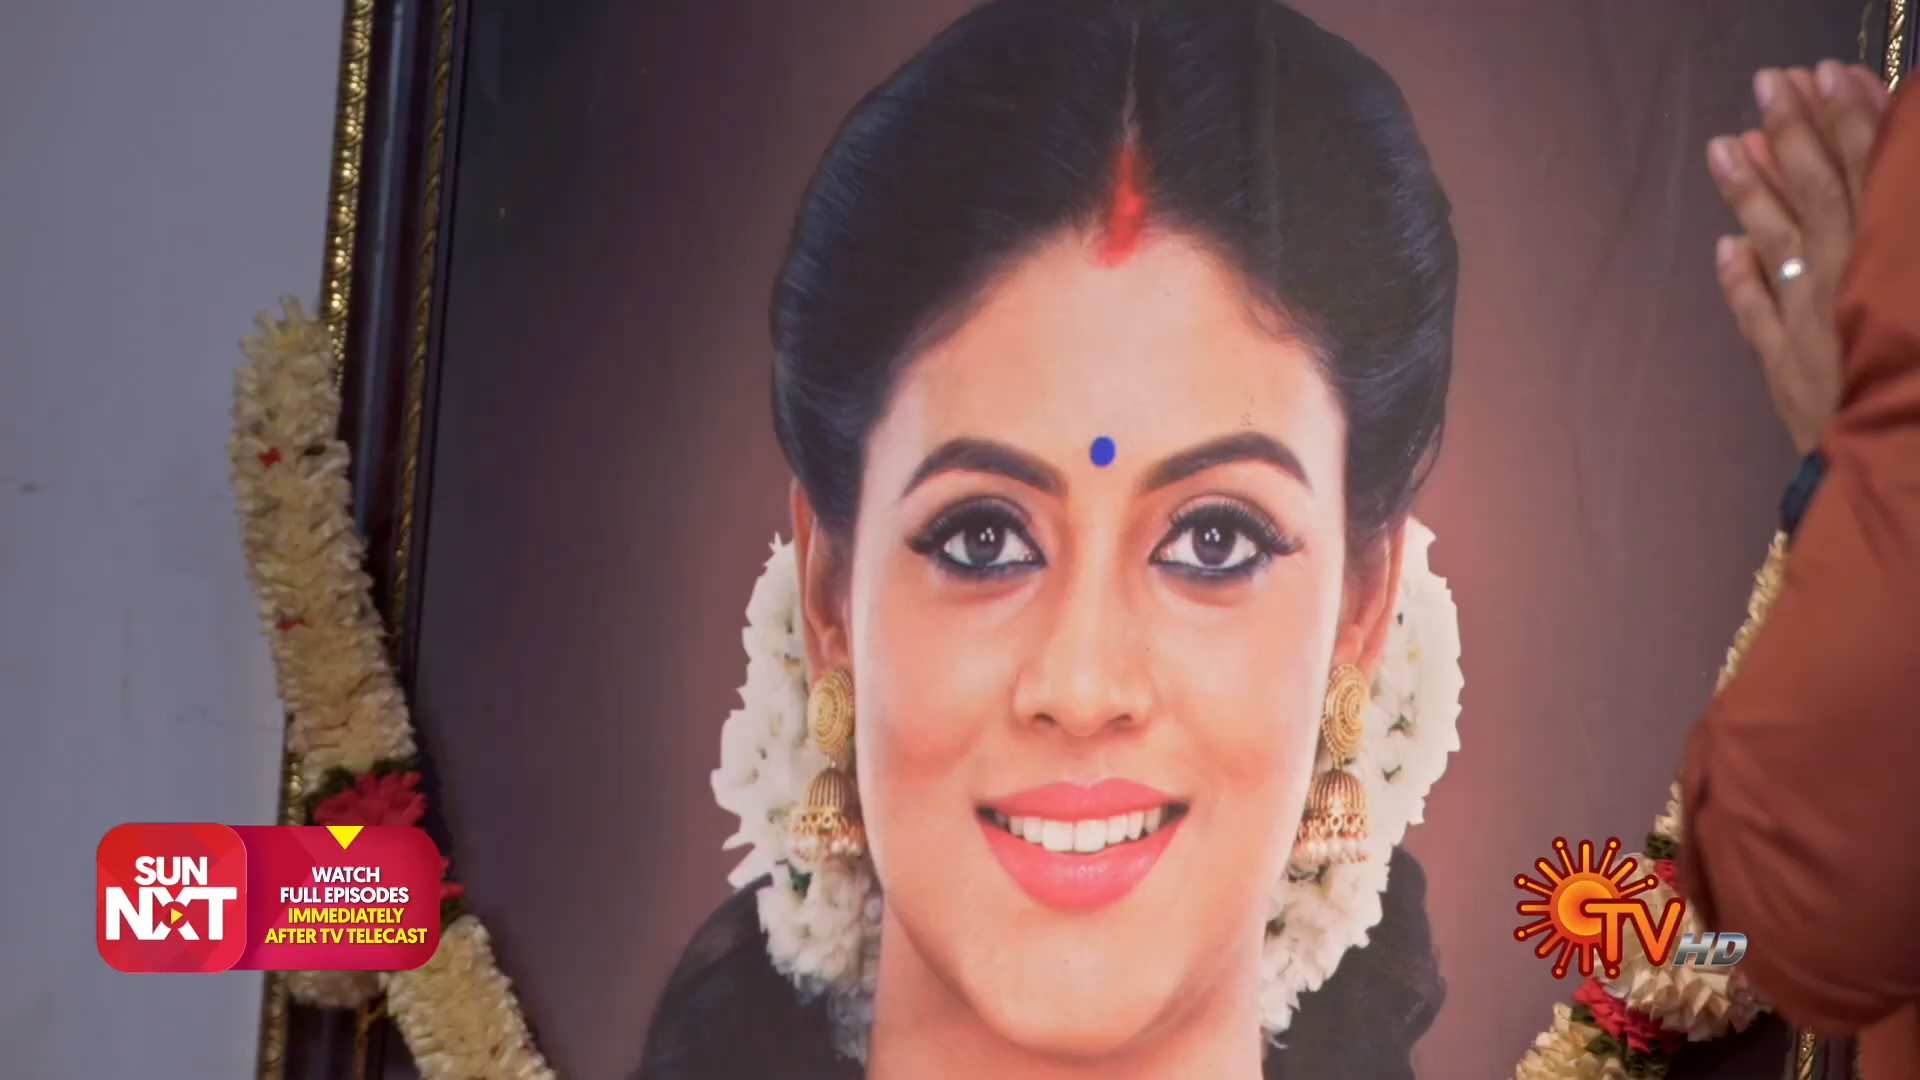 SUN
NXT
WATCH
FULL EPISODES
IMMEDIATELY
AFTER TV TELECAST
TV HD